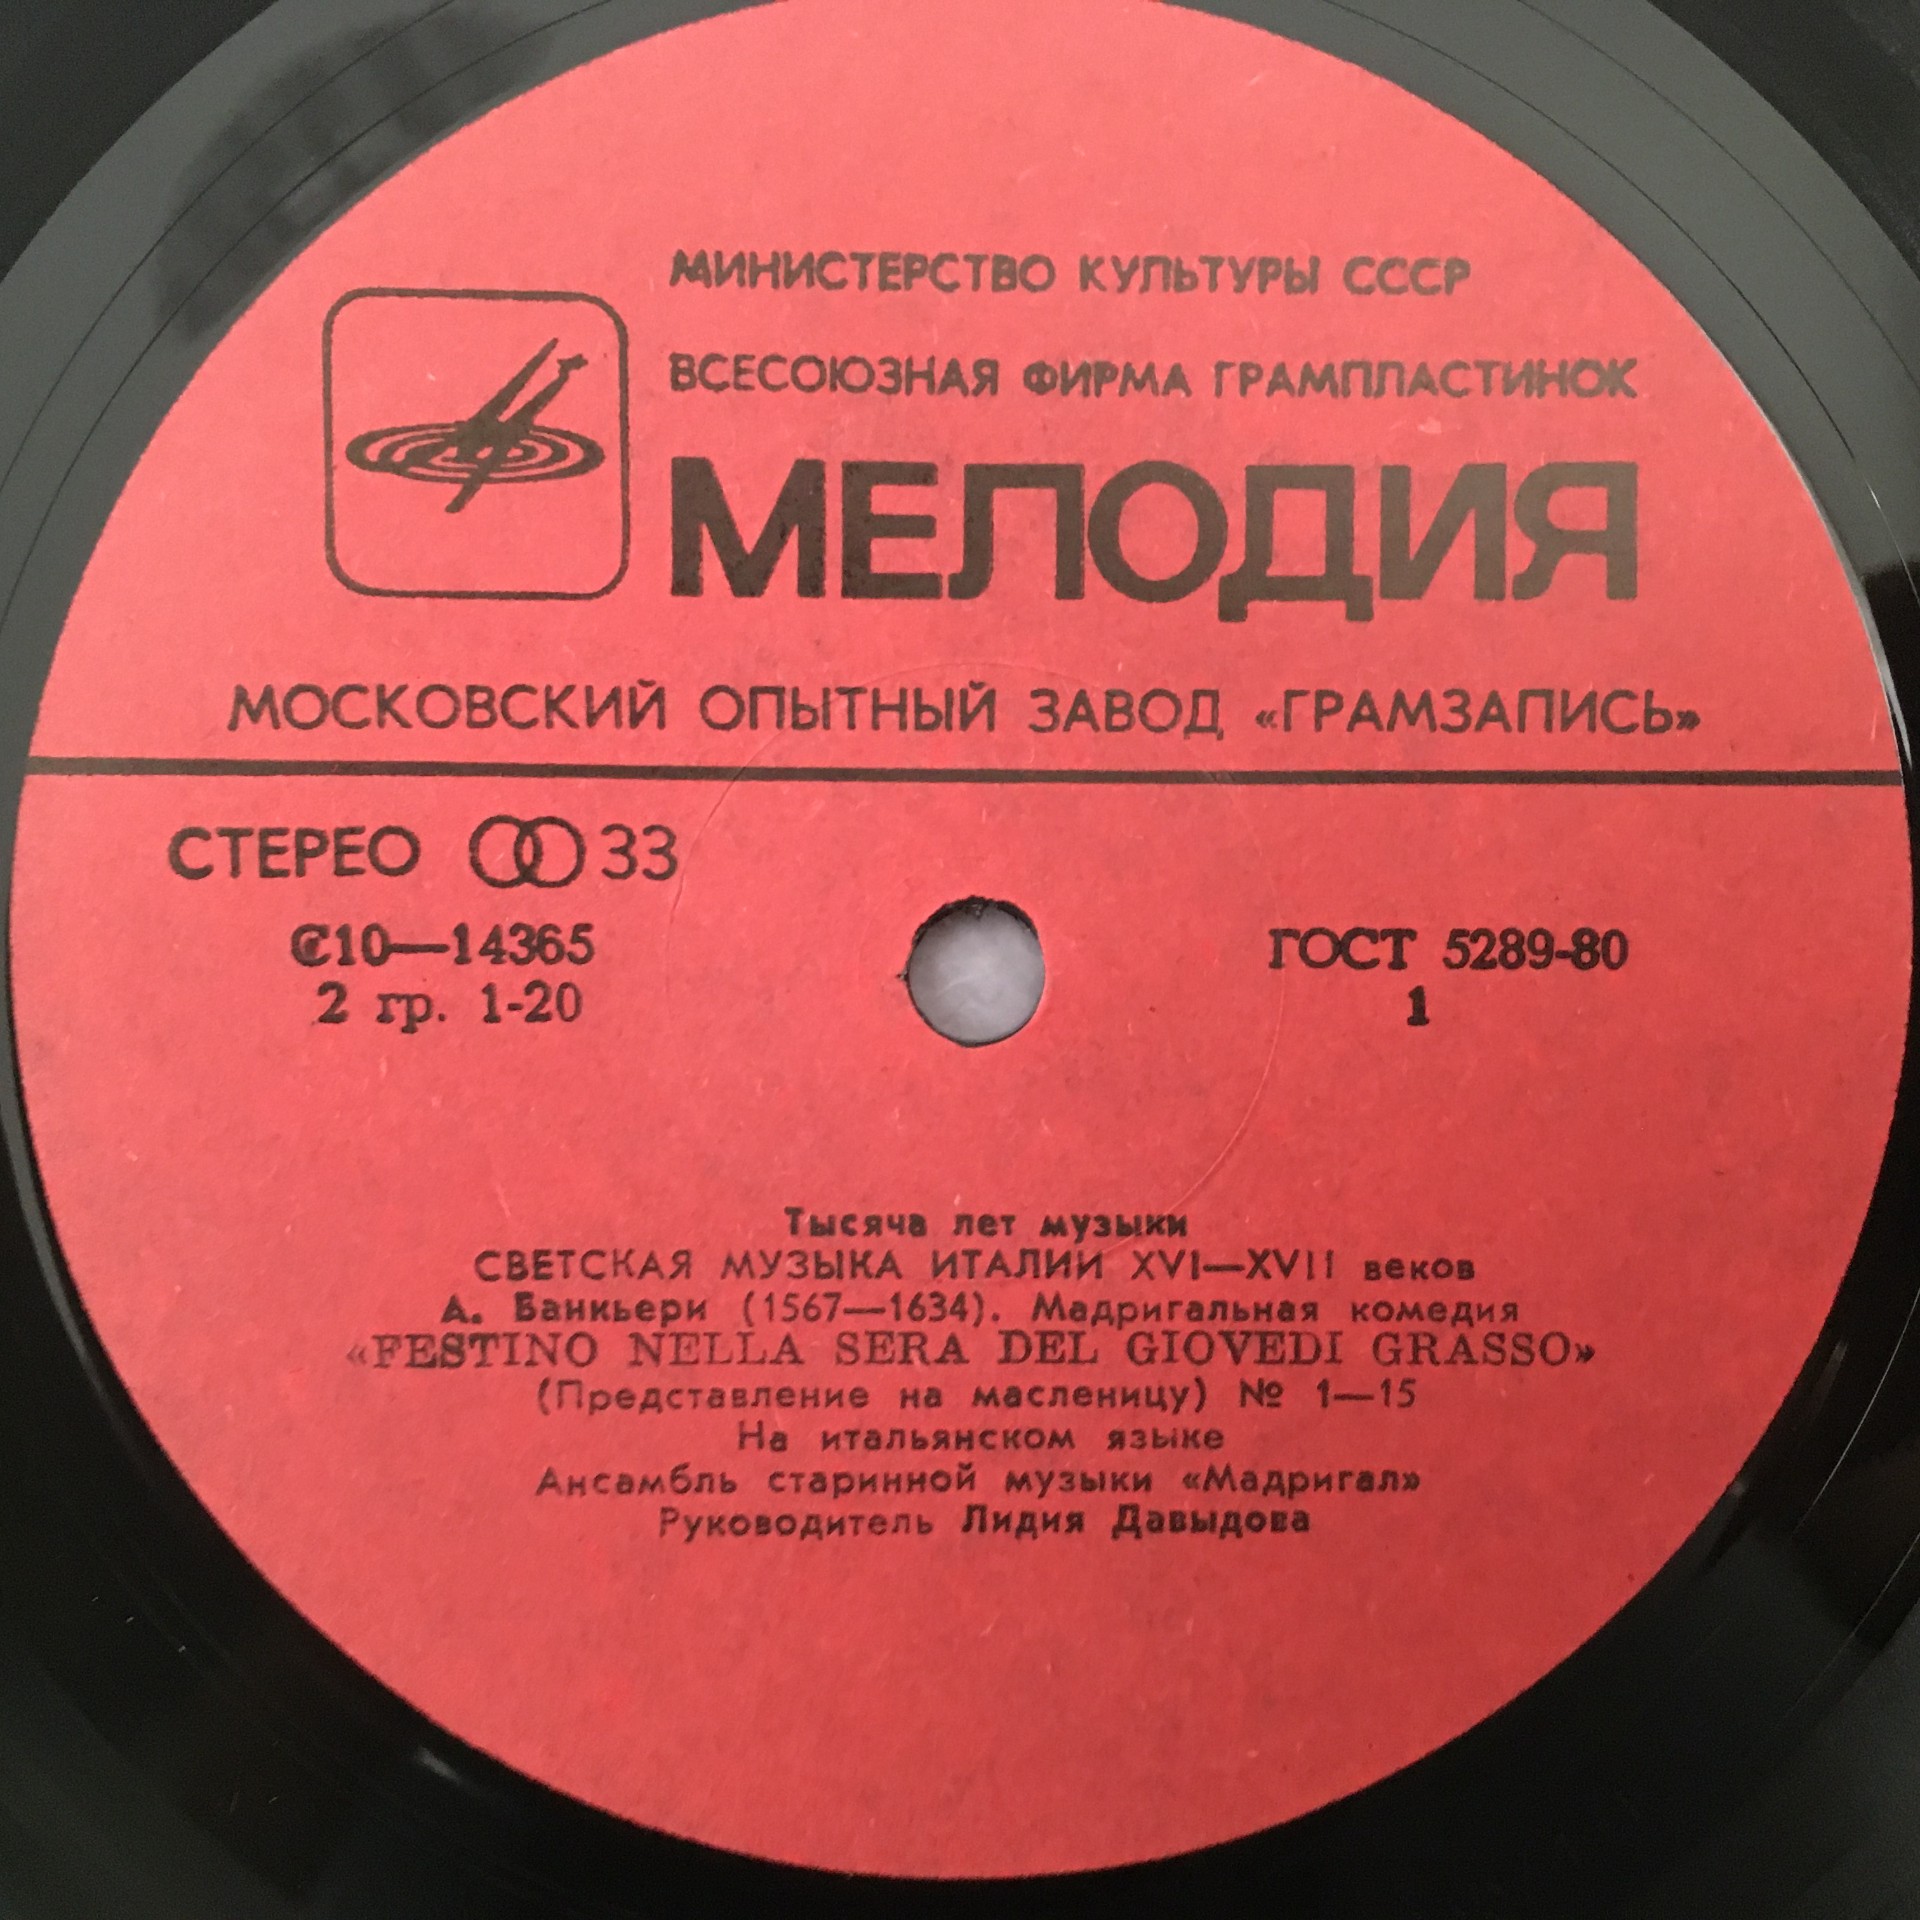 МИНИСТЕРСТВО КУЛЬТУРЫ СССР
ВСЕСОЮЗНАЯ ФИРМА ГРАМПЛАСТИНОК
МЕЛОДИЯ
МОСКОВСКИЙ ОПЫТНЫЙ ЗАВОД «ГРАМЗАПИСЬ»
СТЕРЕО 33
С10—14365
2 гр. 1-20
ГОСТ 5289-80
1
Тысяча лет музыки
СВЕТСКАЯ МУЗЫКА ИТАЛИИ XVI—XVII веков
А. Банкьери (1567—1634). Мадригальная комедия
«FESTINO NELLA SERA DEL GIOVEDI GRASSO»
(Представление на масленицу) № 1—15
На итальянском языке
Ансамбль старинной музыки «Мадригал»
Руководитель Лидия Давыдова